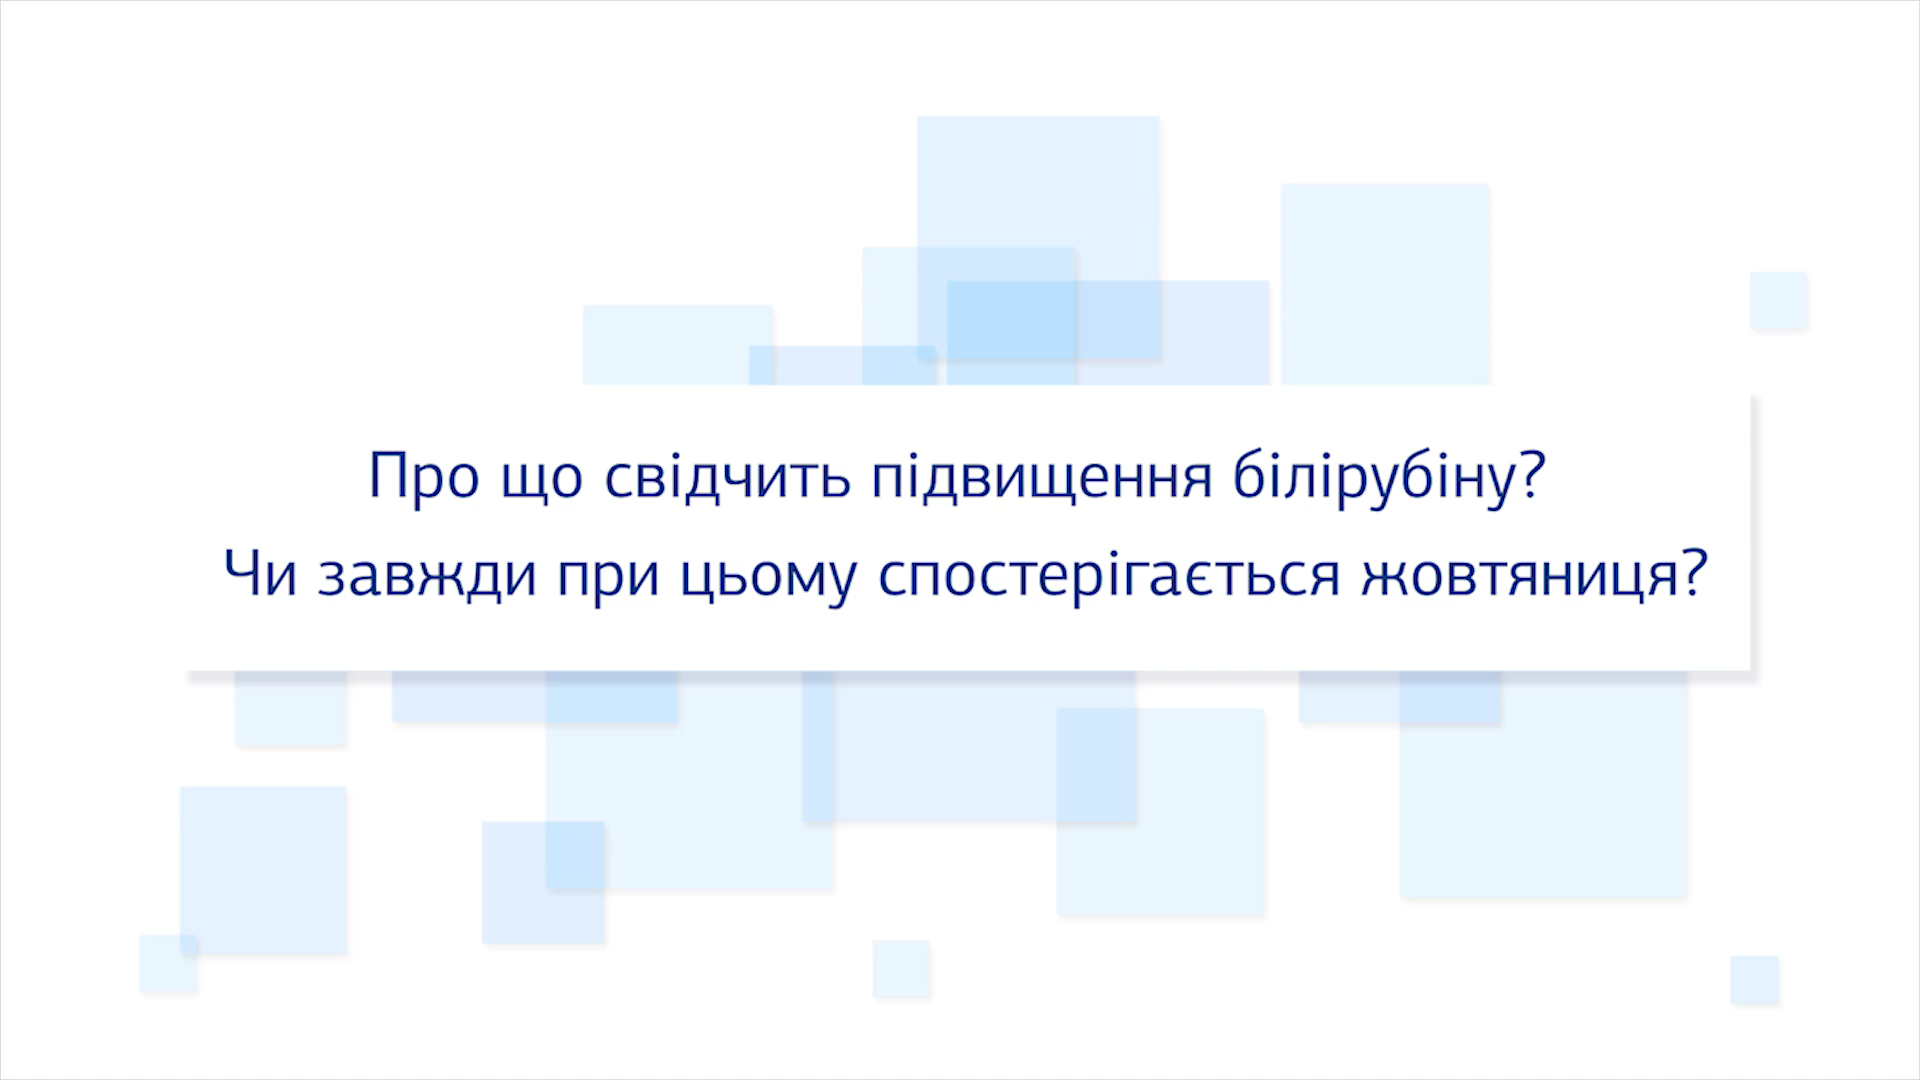 Про що свідчить підвищення білірубіну?
Чи завжди при цьому спостерігається жовтяниця?